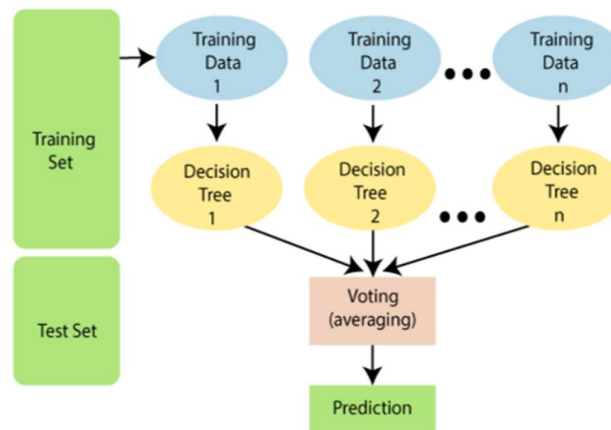 Training
Set
Training
Data
1
Training
Data
2
Training
Data
n
Decision
Tree
1
Decision
Tree
2
Decision
Tree
n
Test Set
Voting
(averaging)
Prediction